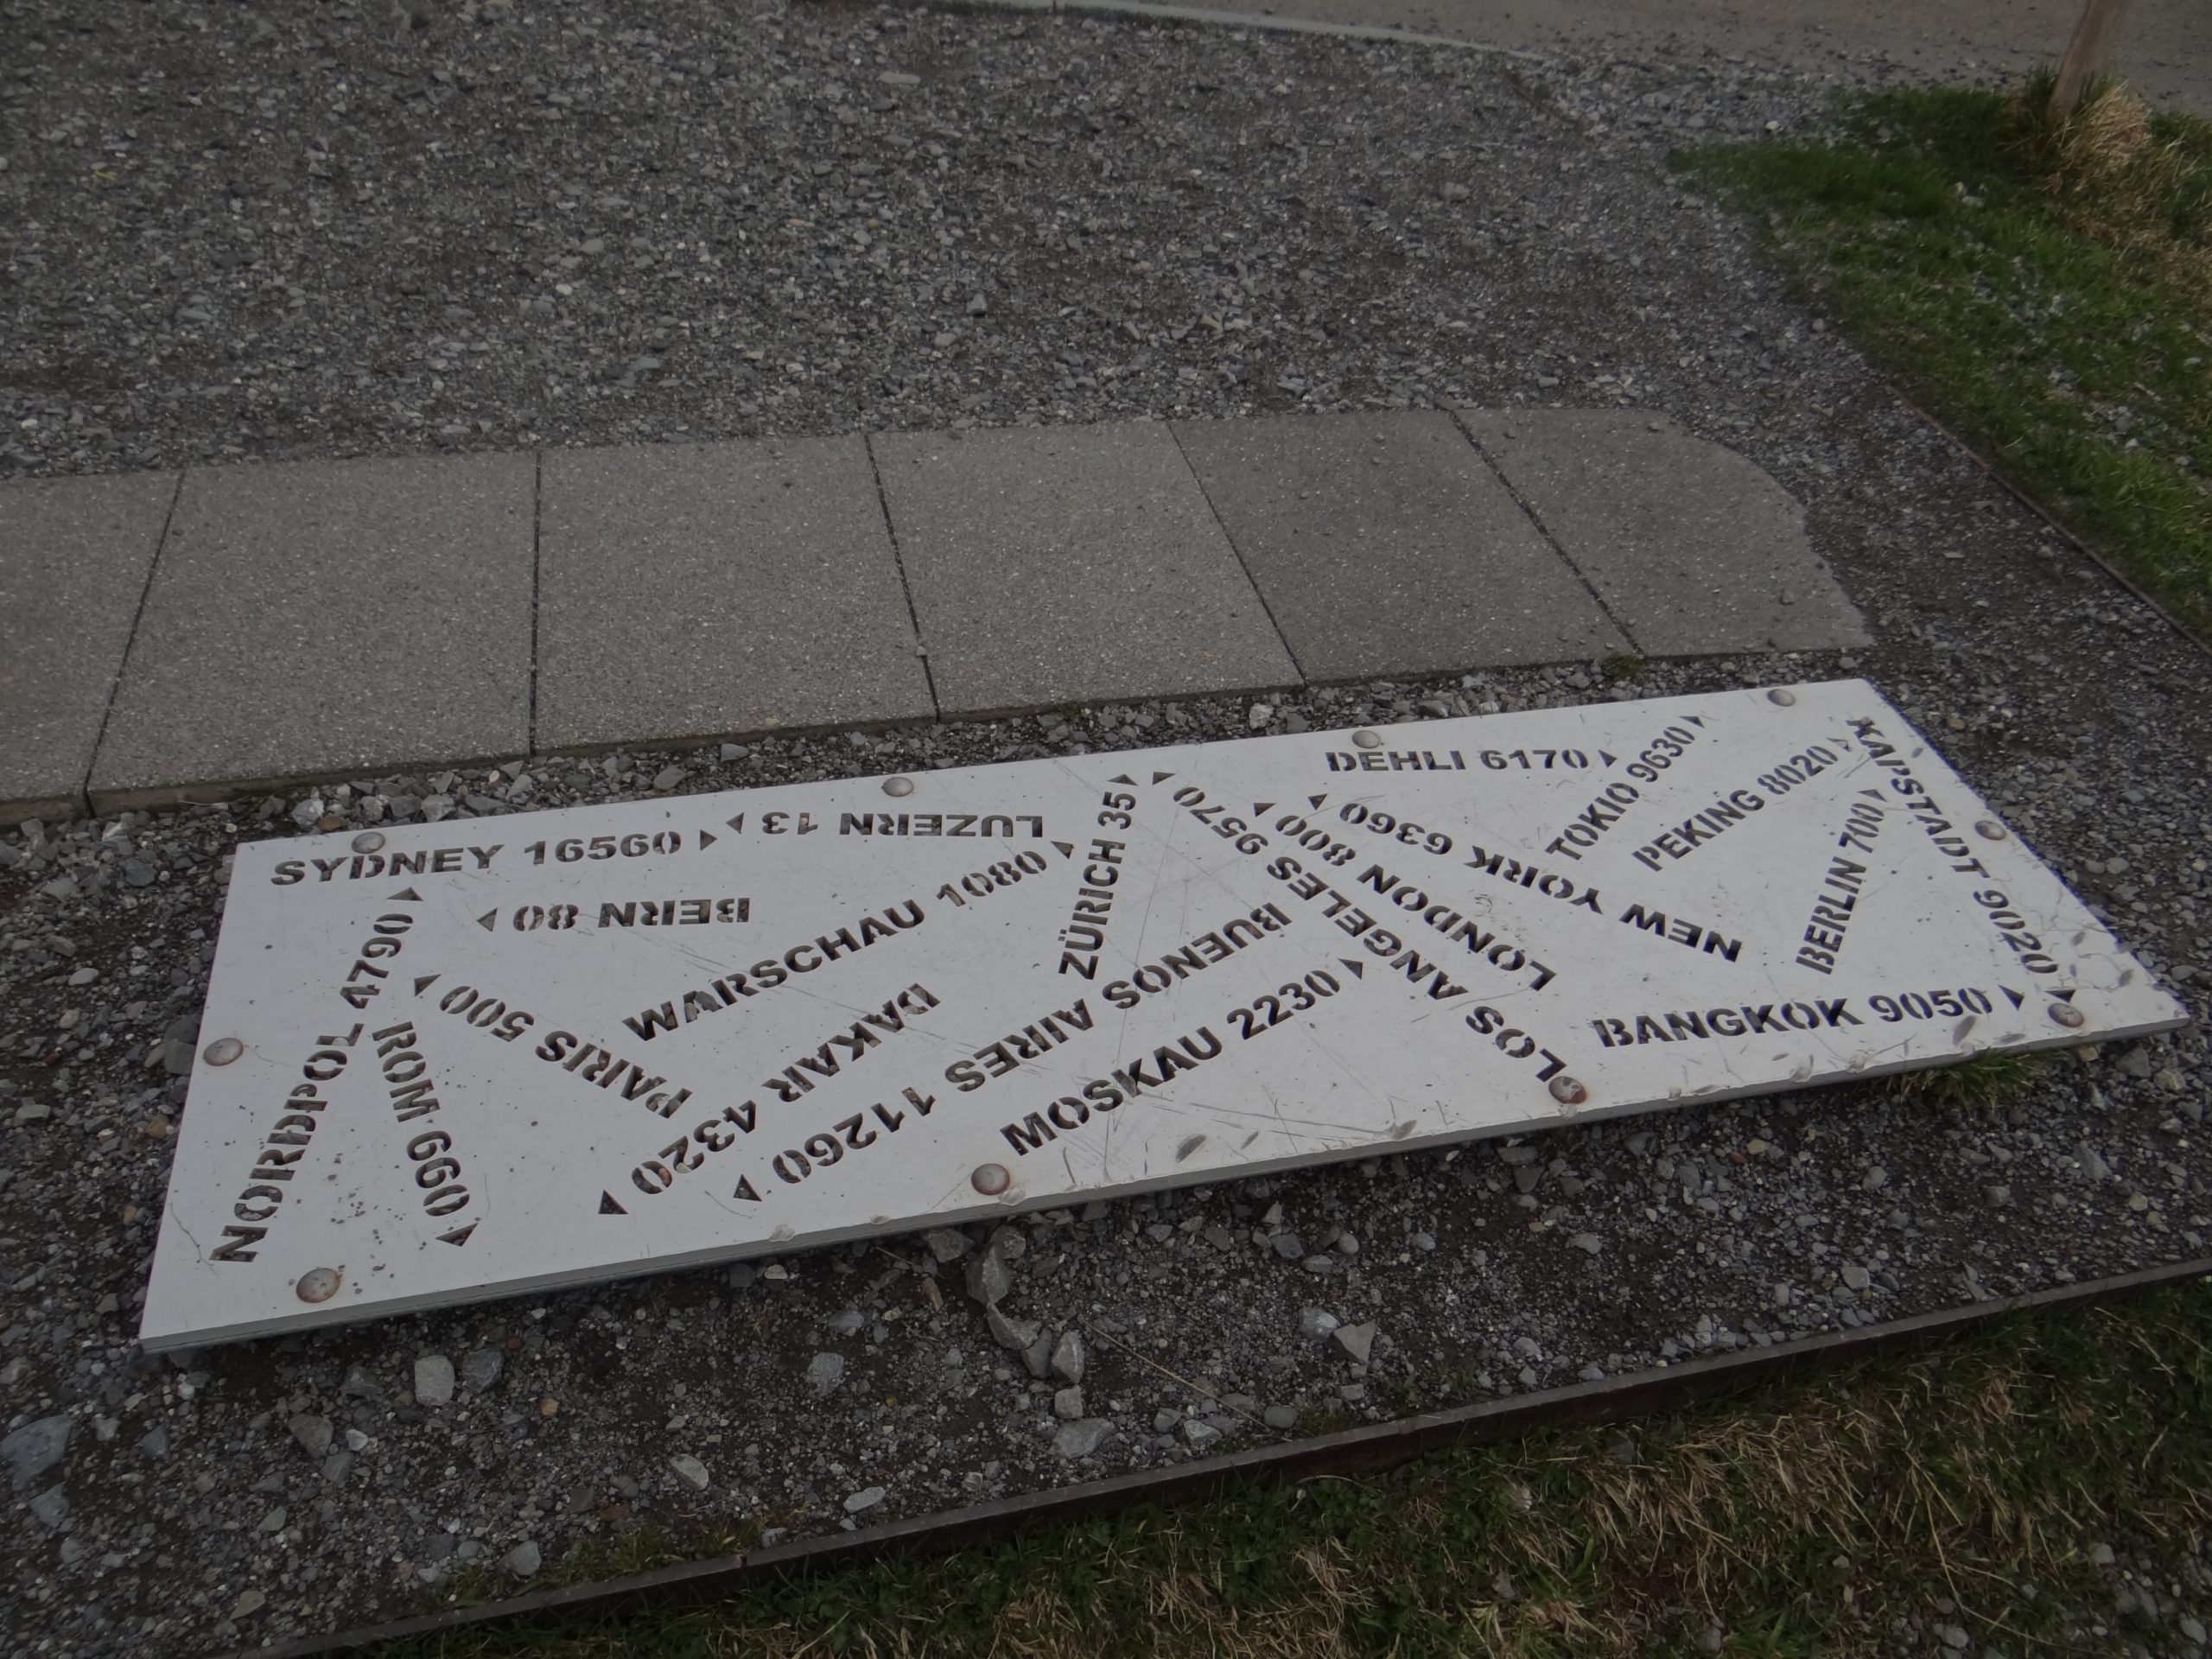 SYDNEY 16560
LUZERN 13
NORDPOL 4790
BERN 80
WARSCHAU 1080
ZÜRICH 35
ROM 660
PARIS 500
DAKAR 4320
BUENOS AIRES 11260
MOSKAU 2230
LOS ANGELES 9570
LONDON 800
NEW YORK 6360
DEHLI 6170
TOKIO 9630
PEKING 8020
BERLIN 700
KAPSTADT 9020
BANGKOK 9050